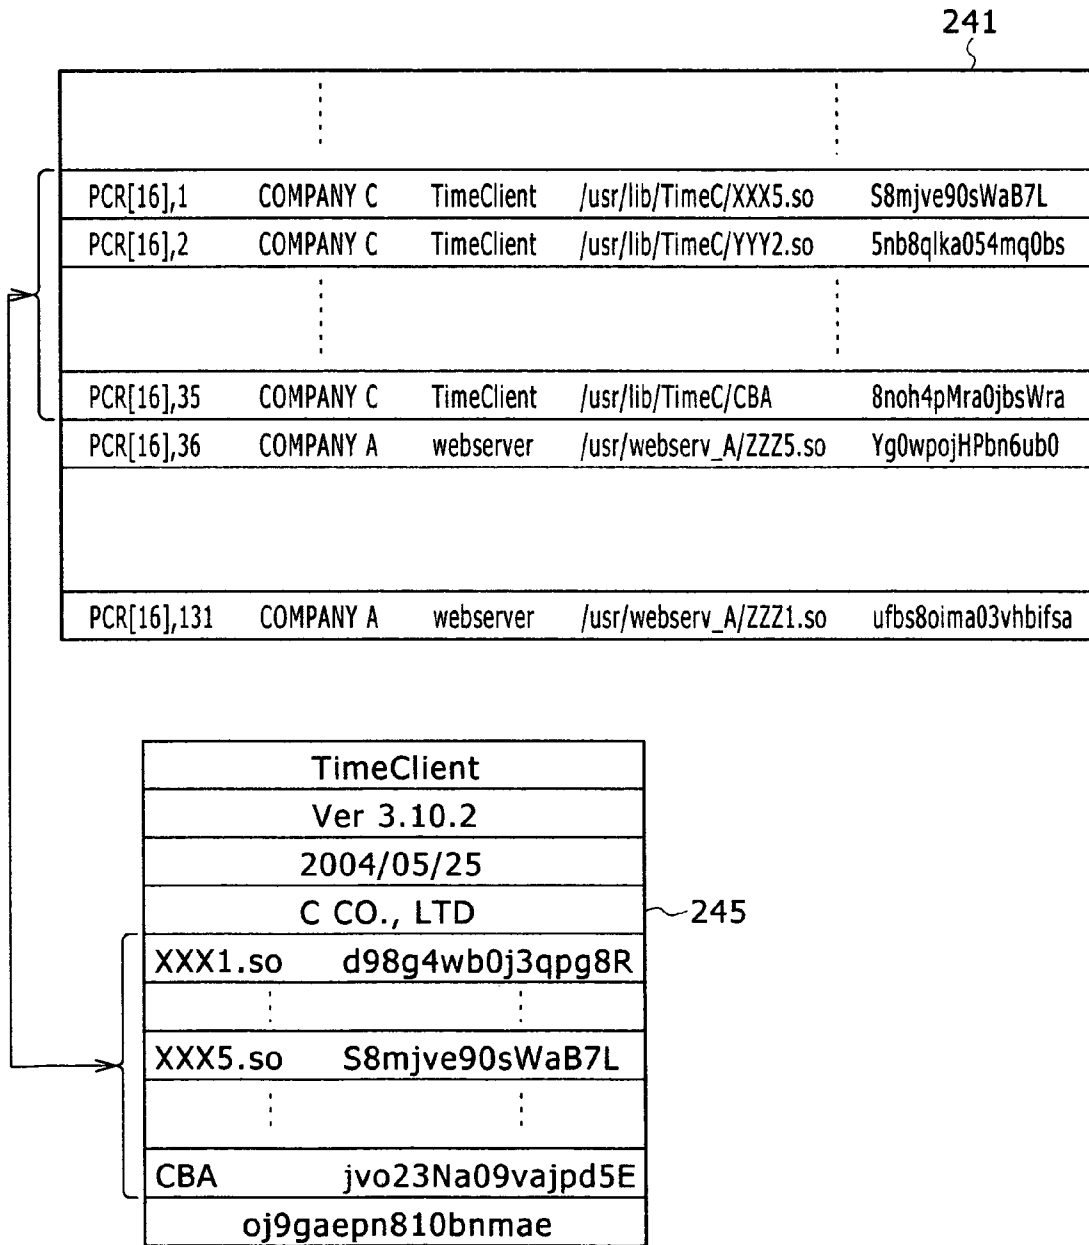 241
PCR[16],1 COMPANY C TimeClient /usr/lib/TimeC/XXX5.so S8mjve90sWaB7L
PCR[16],2 COMPANY C TimeClient /usr/lib/TimeC/YYY2.so 5nb8qlka054mq0bs
PCR[16],35 COMPANY C TimeClient /usr/lib/TimeC/CBA 8noh4pMra0jbsWra
PCR[16],36 COMPANY A webserver /usr/webserv_A/ZZZ5.so Yg0wpojHPbn6ub0
PCR[16],131 COMPANY A webserver /usr/webserv_A/ZZZ1.so ufbs8oima03vhbifsa
TimeClient
Ver 3.10.2
2004/05/25
C CO., LTD 245
XXX1.so d98g4wb0j3qpg8R
XXX5.so S8mjve90sWaB7L
CBA jvo23Na09vajpd5E
oj9gaepn810bnmae